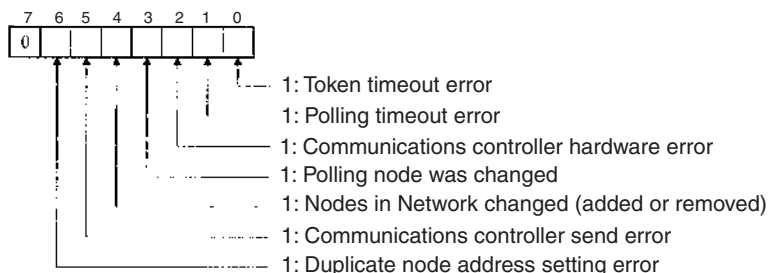 7 6 5 4 3 2 1 0
0
1: Token timeout error
1: Polling timeout error
1: Communications controller hardware error
1: Polling node was changed
1: Nodes in Network changed (added or removed)
1: Communications controller send error
1: Duplicate node address setting error